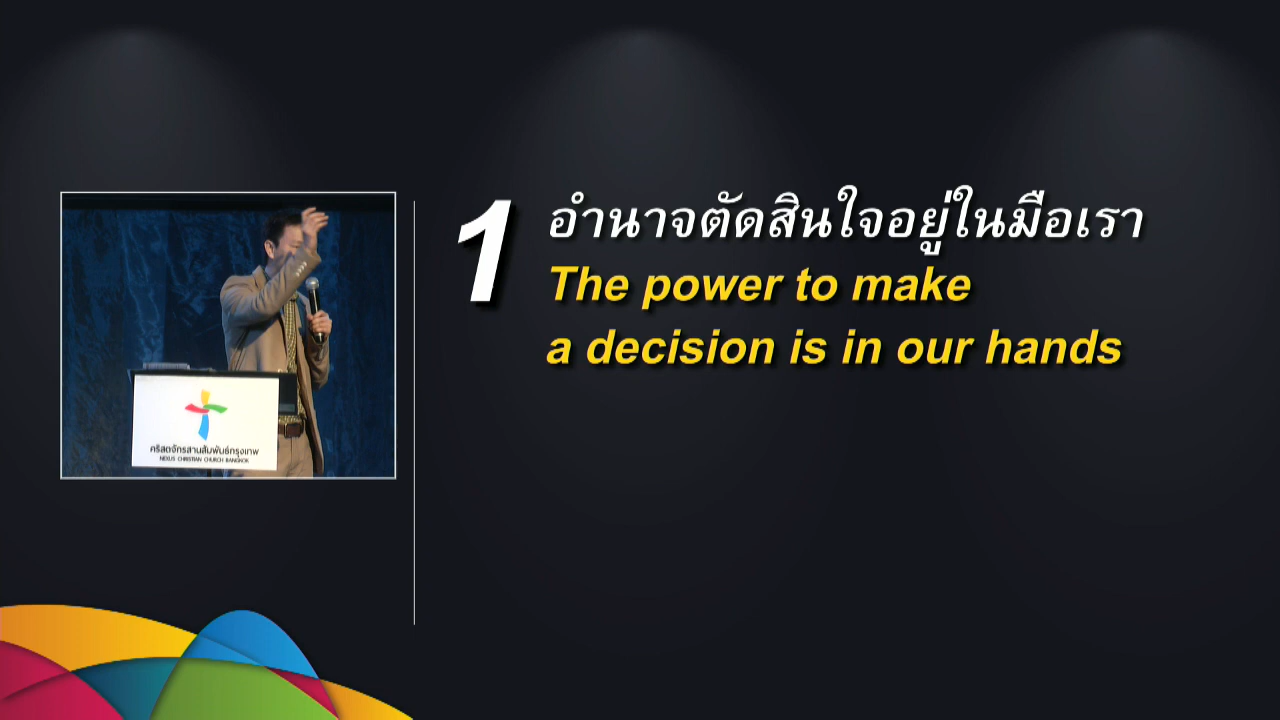 คริสตจักรสานสัมพันธ์กรุงเทพ
NEXUS CHRISTIAN CHURCH BANGKOK
1
อำนาจตัดสินใจอยู่ในมือเรา
The power to make
a decision is in our hands